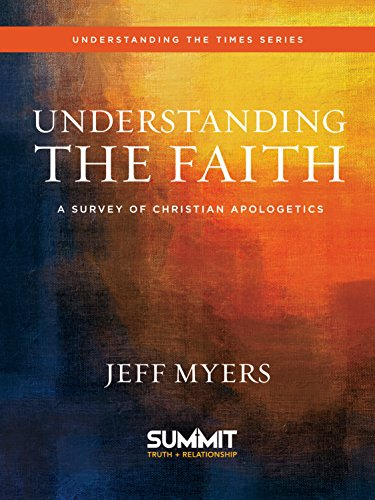 UNDERSTANDING THE TIMES SERIES
UNDERSTANDING
THE FAITH
A SURVEY OF CHRISTIAN APOLOGETICS
JEFF MYERS
SUMMIT
TRUTH + RELATIONSHIP